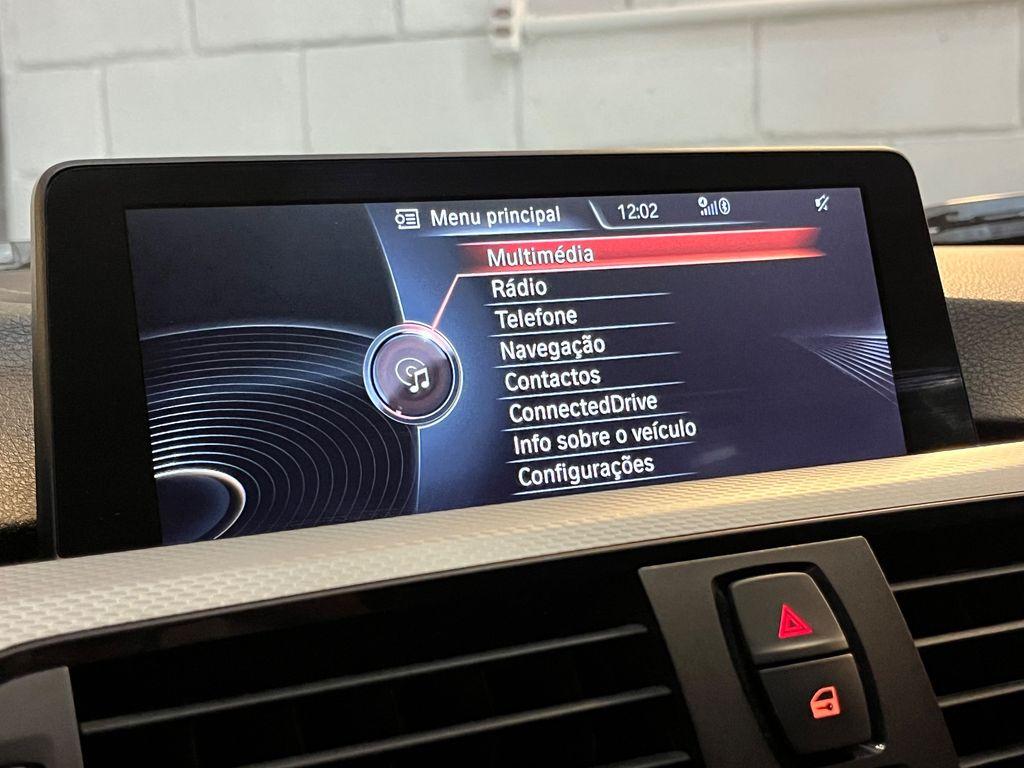 Menu principal 12:02
Multimédia
Rádio
Telefone
Navegação
Contactos
ConnectedDrive
Info sobre o veículo
Configurações